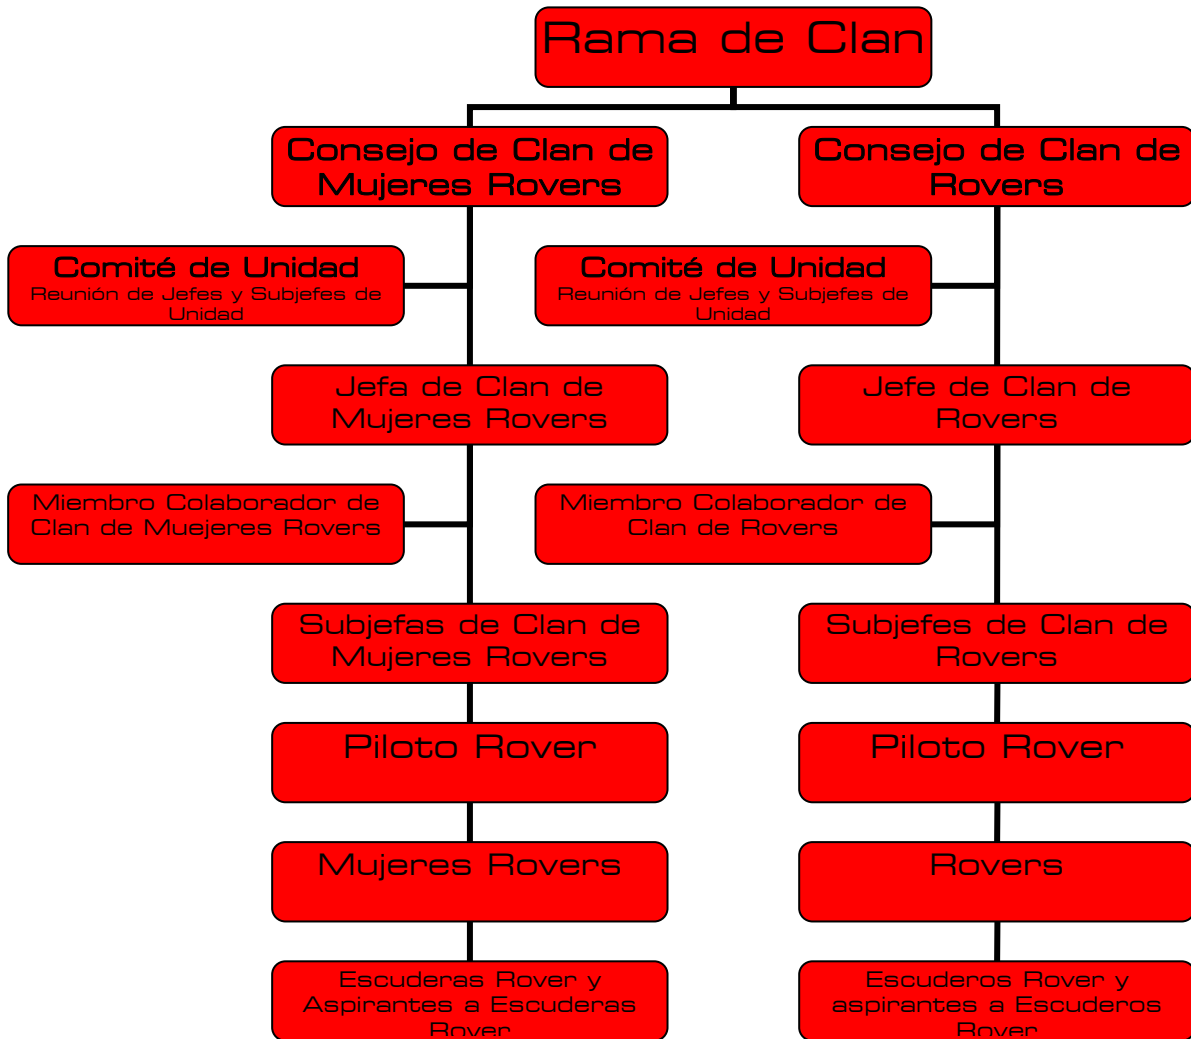 Rama de Clan
Consejo de Clan de
Mujeres Rovers
Consejo de Clan de
Rovers
Comité de Unidad
Reunión de Jefes y Subjefes de
Unidad
Comité de Unidad
Reunión de Jefes y Subjefes de
Unidad
Jefa de Clan de
Mujeres Rovers
Jefe de Clan de
Rovers
Miembro Colaborador de
Clan de Muejeres Rovers
Miembro Colaborador de
Clan de Rovers
Subjefas de Clan de
Mujeres Rovers
Subjefes de Clan de
Rovers
Piloto Rover
Piloto Rover
Mujeres Rovers
Rovers
Escuderas Rover y
Aspirantes a Escuderas
Rover
Escuderos Rover y
aspirantes a Escuderos
Rover